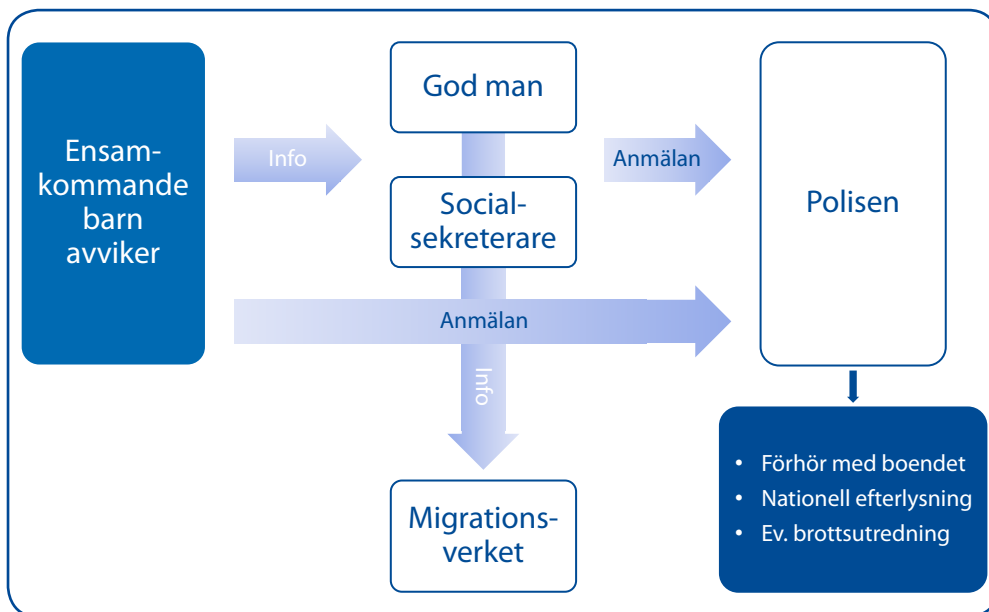 Ensam-
kommande
barn
avviker
Info
God man
Social-
sekreterare
Anmälan
Polisen
Anmälan
Info
Migrations-
verket
• Förhör med boendet
• Nationell efterlysning
• Ev. brottsutredning